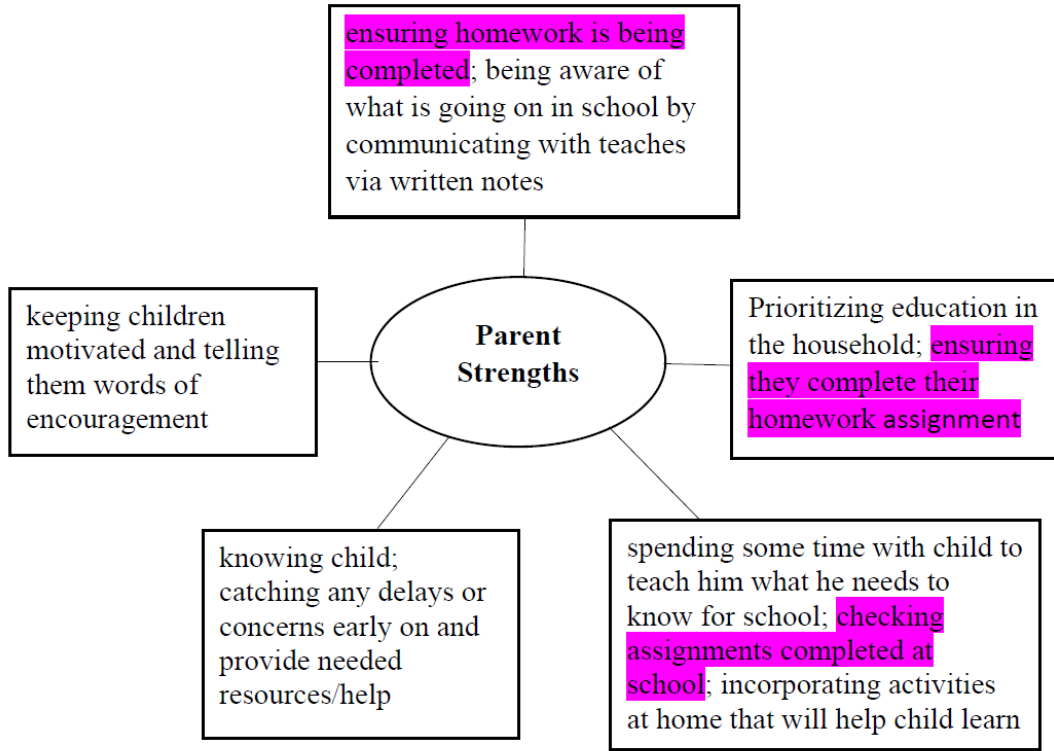 ensuring homework is being
completed; being aware of
what is going on in school by
communicating with teaches
via written notes
keeping children
motivated and telling
them words of
encouragement
Parent
Strengths
Prioritizing education in
the household; ensuring
they complete their
homework assignment
knowing child;
catching any delays or
concerns early on and
provide needed
resources/help
spending some time with child to
teach him what he needs to
know for school; checking
assignments completed at
school; incorporating activities
at home that will help child learn